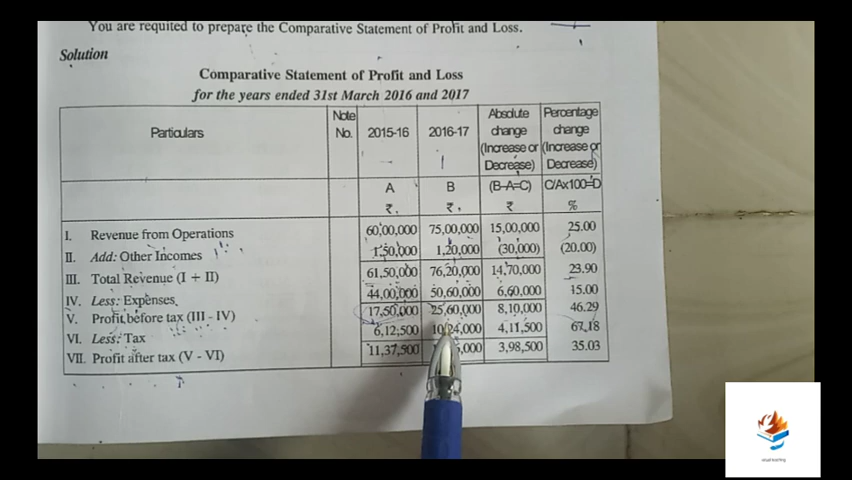 You are required to prepare the Comparative Statement of Profit and Loss.
Solution
Comparative Statement of Profit and Loss
for the years ended 31st March 2016 and 2017
Particulars Note No. 2015-16 2016-17 Absolute change (Increase or Decrease) Percentage change (Increase or Decrease)
A B (B-A=C) C/Ax100=D
₹ ₹ ₹ %
I. Revenue from Operations 60,00,000 75,00,000 15,00,000 25.00
II. Add: Other Incomes 1,50,000 1,20,000 (30,000) (20.00)
III. Total Revenue (I + II) 61,50,000 76,20,000 14,70,000 23.90
IV. Less: Expenses 44,00,000 50,60,000 6,60,000 15.00
V. Profit before tax (III - IV) 17,50,000 25,60,000 8,10,000 46.29
VI. Less: Tax 6,12,500 10,24,000 4,11,500 67.18
VII. Profit after tax (V - VI) 11,37,500 3,98,500 35.03